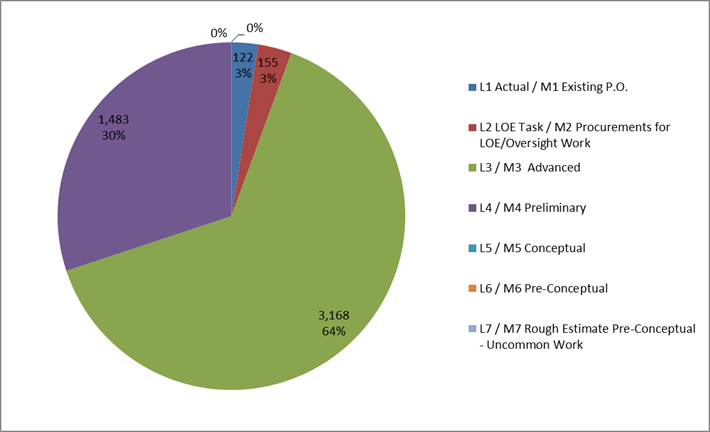 0%
0%
122
3%
155
3%
1,483
30%
3,168
64%
L1 Actual / M1 Existing P.O.
L2 LOE Task / M2 Procurements for
LOE/Oversight Work
L3 / M3  Advanced
L4 / M4 Preliminary
L5 / M5 Conceptual
L6 / M6 Pre-Conceptual
L7 / M7 Rough Estimate Pre-Conceptual
- Uncommon Work